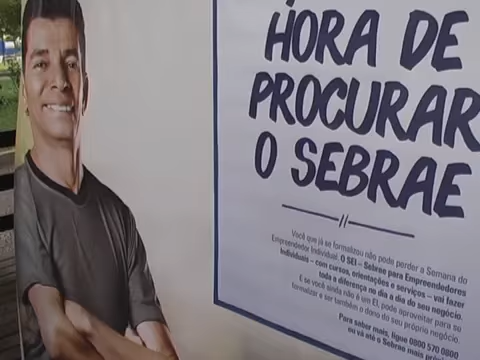 HORA DE
PROCURAR
O SEBRAE
Você que já se formalizou não pode perder a Semana do
Empreendedor Individual. O SEI – Sebrae para Empreendedores
Individuais – com cursos, orientações e serviços – vai fazer
toda a diferença no dia a dia do seu negócio.
E se você ainda não é um EI, pode aproveitar para se
formalizar e ser também o dono do seu próprio negócio.
Para saber mais, ligue 0800 570 0800
ou vá até o Sebrae mais